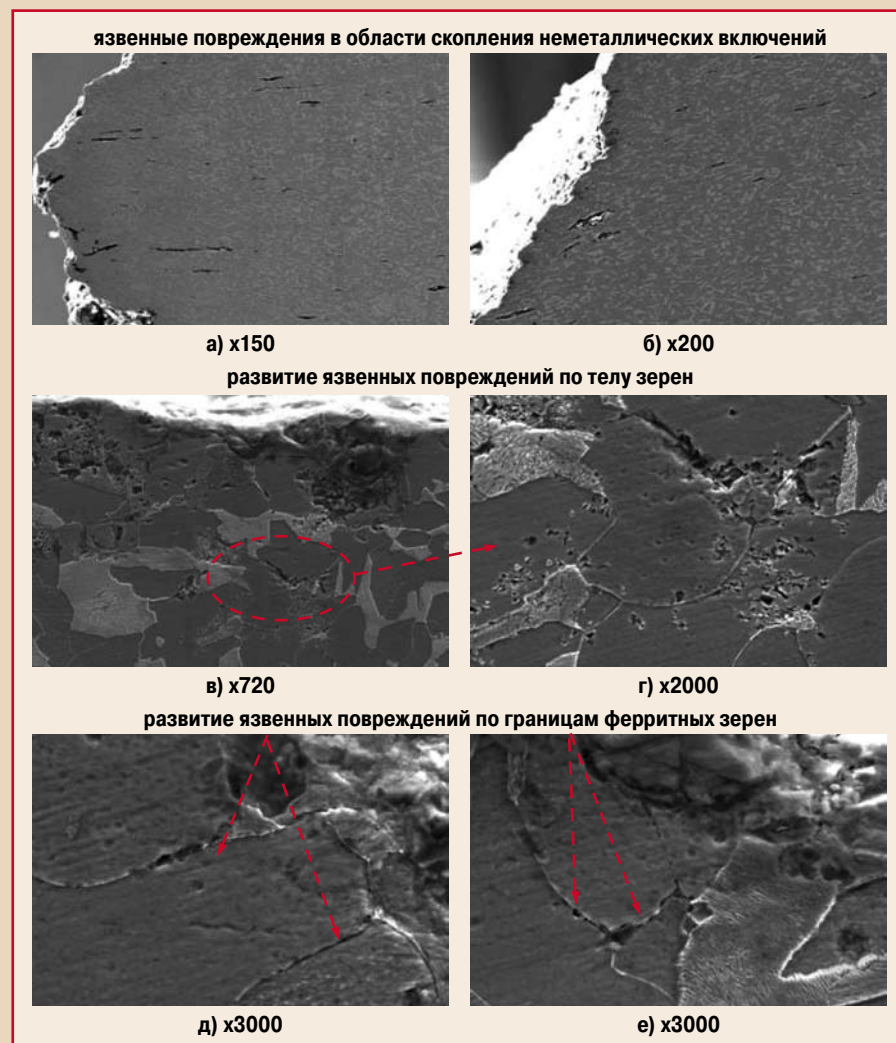 язвенные повреждения в области скопления неметаллических включений
а) x150
б) x200
развитие язвенных повреждений по телу зерен
в) x720
г) x2000
развитие язвенных повреждений по границам ферритных зерен
д) x3000
е) x3000